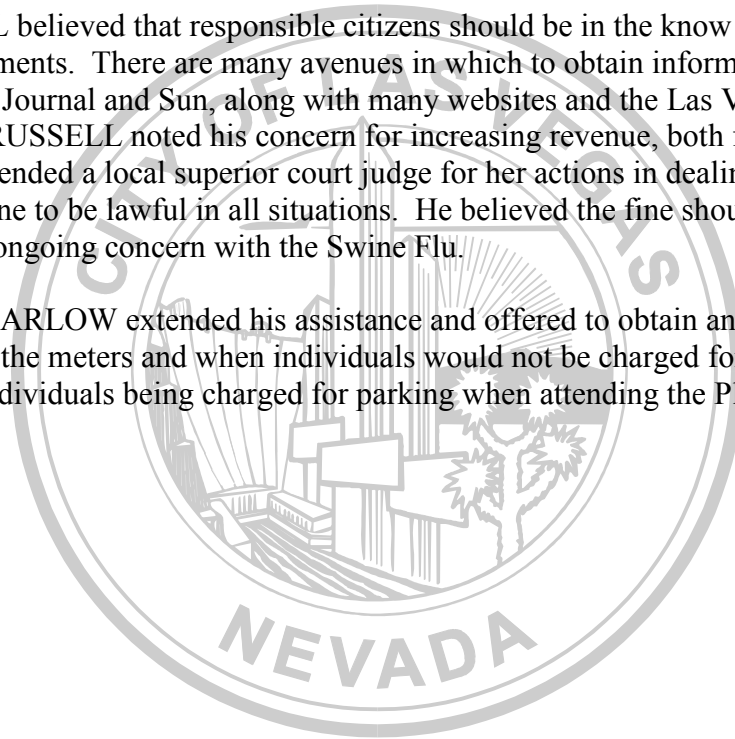 L believed that responsible citizens should be in the know
ments. There are many avenues in which to obtain inform
Journal and Sun, along with many websites and the Las V
RUSSELL noted his concern for increasing revenue, both
ended a local superior court judge for her actions in dealin
ne to be lawful in all situations. He believed the fine shou
ongoing concern with the Swine Flu.
ARLOW extended his assistance and offered to obtain an
the meters and when individuals would not be charged fo
dividuals being charged for parking when attending the
CITY OF LAS VEGAS
NEVADA